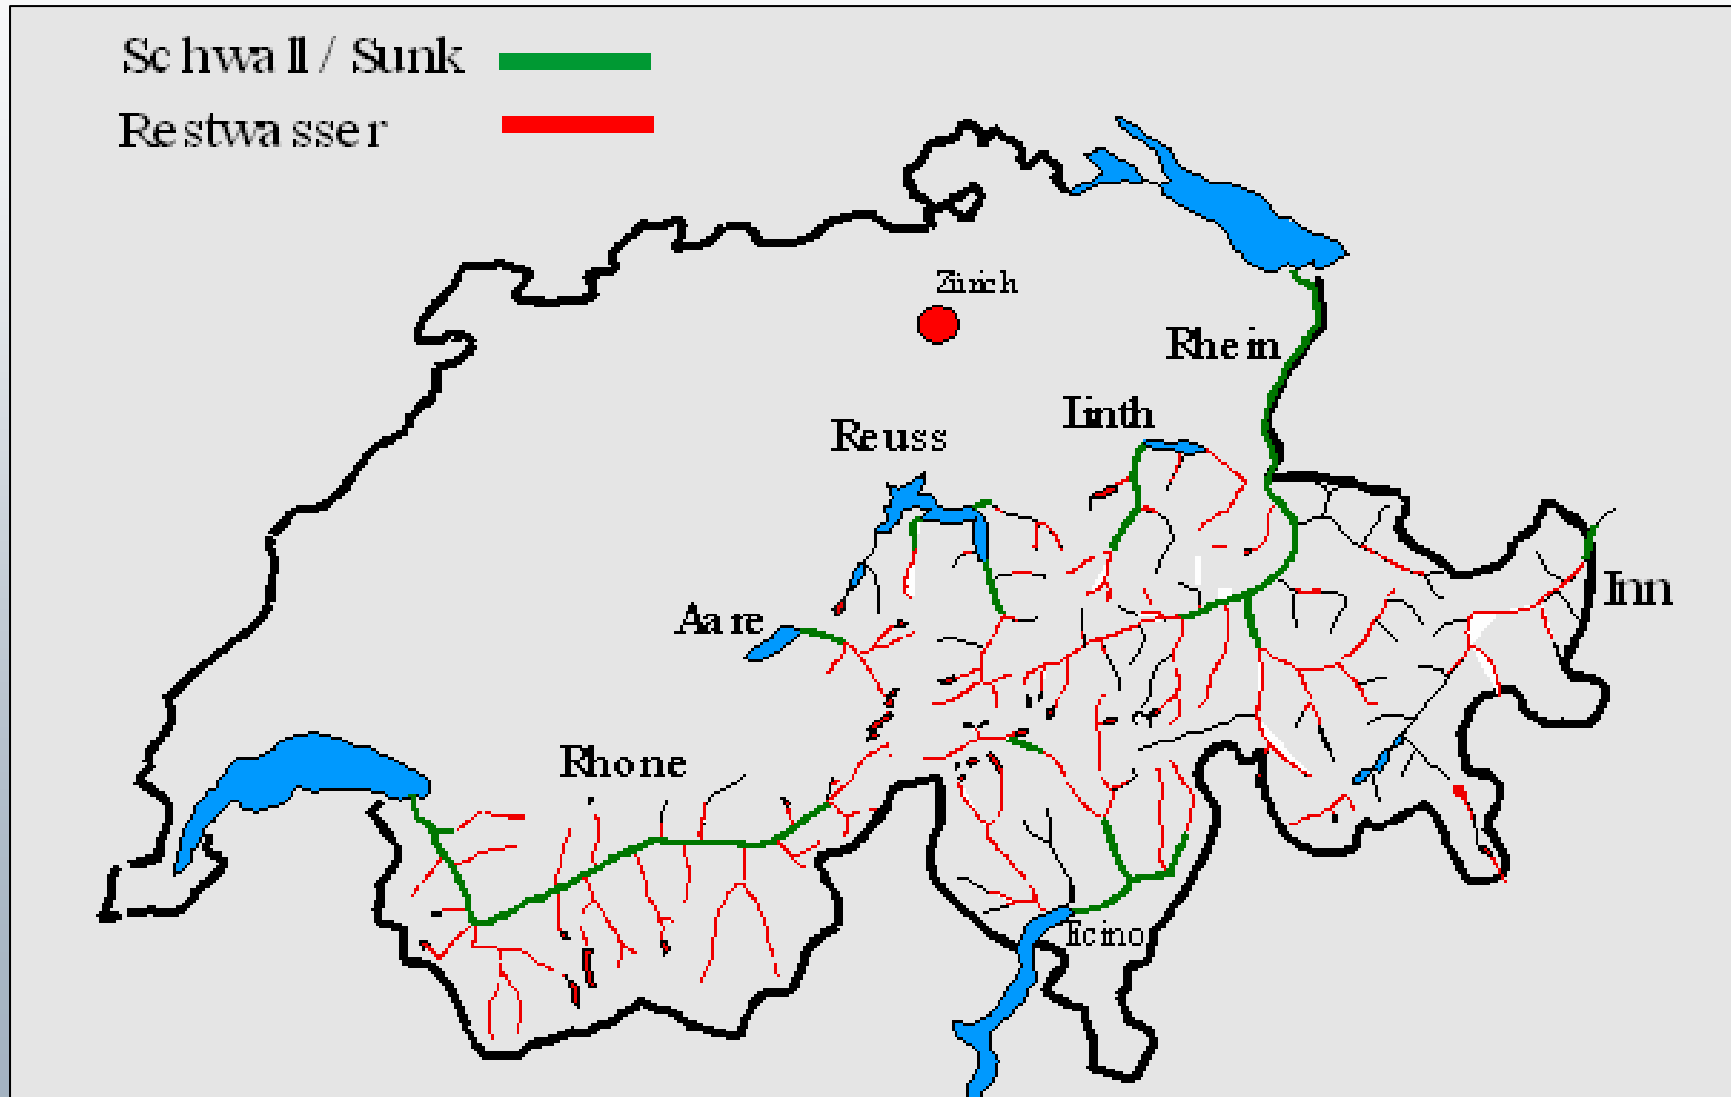 Schwall / Sunk
Restwasser
Zürich
Rhein
Linth
Reuss
Inn
Aare
Rhone
Ticino